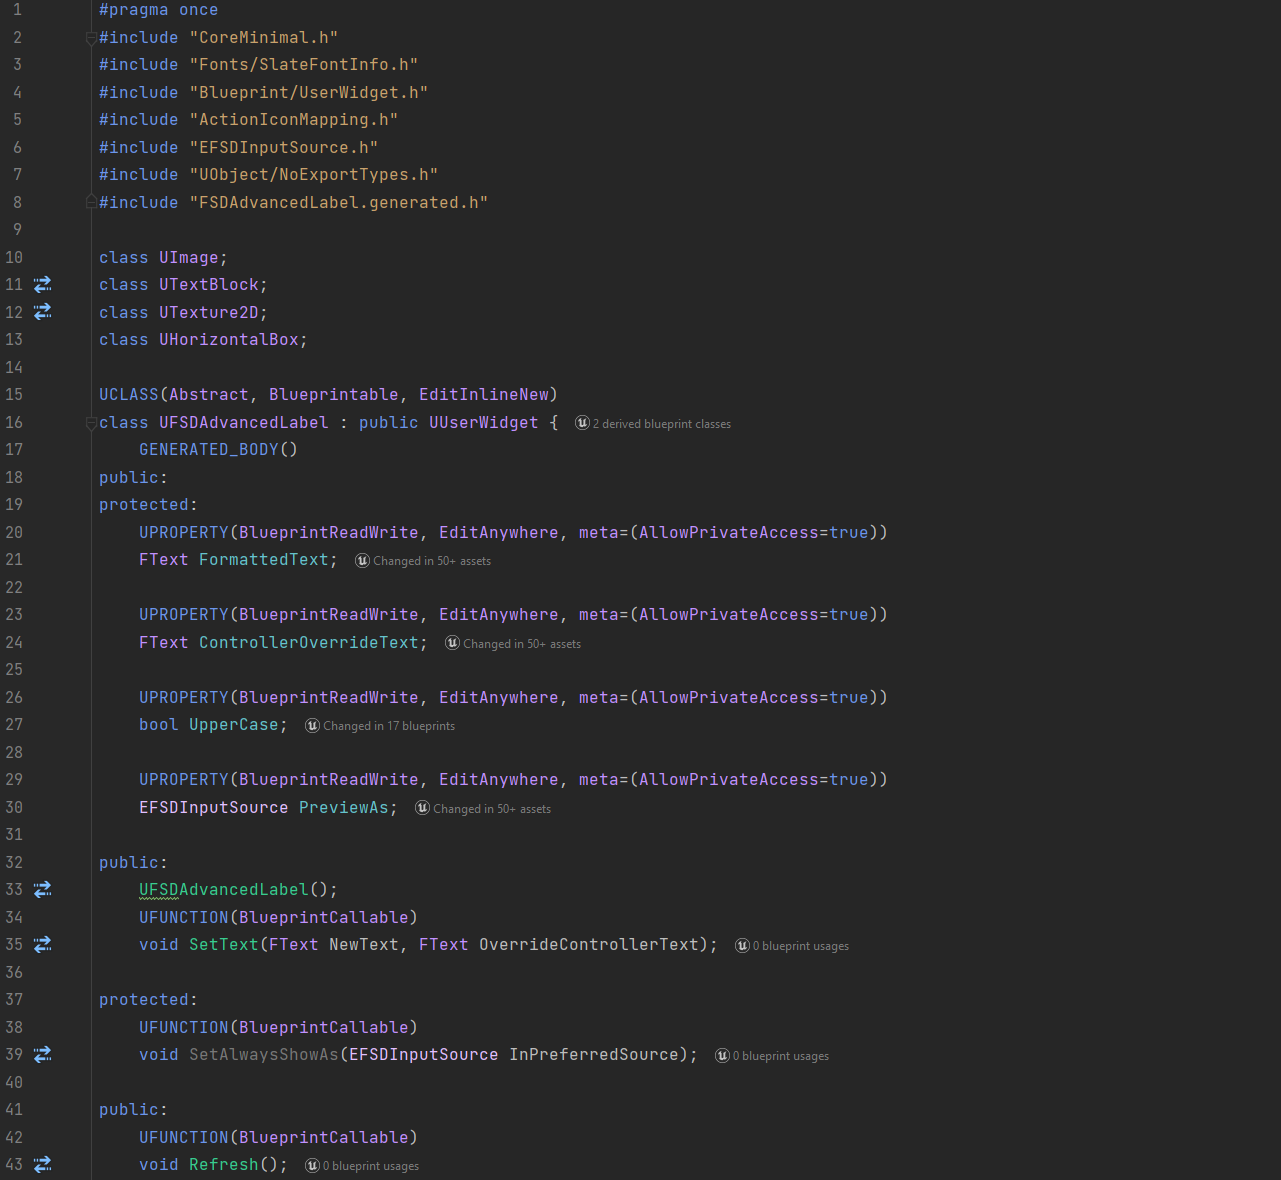 1 #pragma once
2 #include "CoreMinimal.h"
3 #include "Fonts/SlateFontInfo.h"
4 #include "Blueprint/UserWidget.h"
5 #include "ActionIconMapping.h"
6 #include "EFSDInputSource.h"
7 #include "UObject/NoExportTypes.h"
8 #include "FSDAdvancedLabel.generated.h"
9
10 class UImage;
11 class UTextBlock;
12 class UTexture2D;
13 class UHorizontalBox;
14
15 UCLASS(Abstract, Blueprintable, EditInlineNew)
16 class UFSDAdvancedLabel : public UUserWidget { 2 derived blueprint classes
17     GENERATED_BODY()
18 public:
19 protected:
20     UPROPERTY(BlueprintReadWrite, EditAnywhere, meta=(AllowPrivateAccess=true))
21     FText FormattedText; Changed in 50+ assets
22
23     UPROPERTY(BlueprintReadWrite, EditAnywhere, meta=(AllowPrivateAccess=true))
24     FText ControllerOverrideText; Changed in 50+ assets
25
26     UPROPERTY(BlueprintReadWrite, EditAnywhere, meta=(AllowPrivateAccess=true))
27     bool UpperCase; Changed in 17 blueprints
28
29     UPROPERTY(BlueprintReadWrite, EditAnywhere, meta=(AllowPrivateAccess=true))
30     EFSDInputSource PreviewAs; Changed in 50+ assets
31
32 public:
33     UFSDAdvancedLabel();
34     UFUNCTION(BlueprintCallable)
35     void SetText(FText NewText, FText OverrideControllerText); 0 blueprint usages
36
37 protected:
38     UFUNCTION(BlueprintCallable)
39     void SetAlwaysShowAs(EFSDInputSource InPreferredSource); 0 blueprint usages
40
41 public:
42     UFUNCTION(BlueprintCallable)
43     void Refresh(); 0 blueprint usages